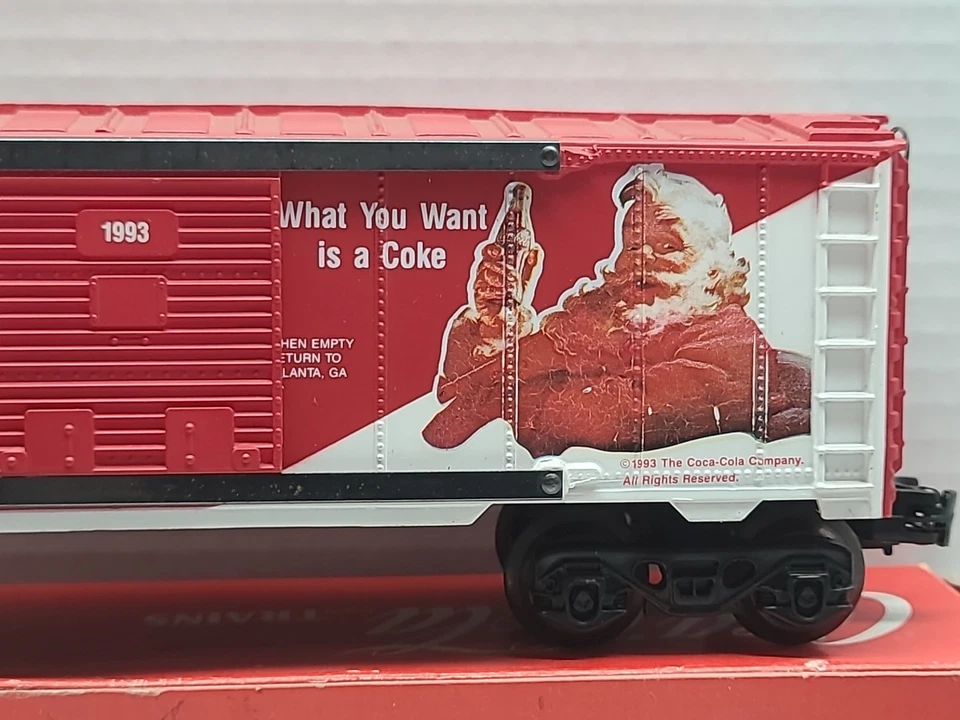 1993
What You Want
is a Coke
HEN EMPTY
ETURN TO
LANTA, GA
©1993 The Coca-Cola Company.
All Rights Reserved.
TRAINS